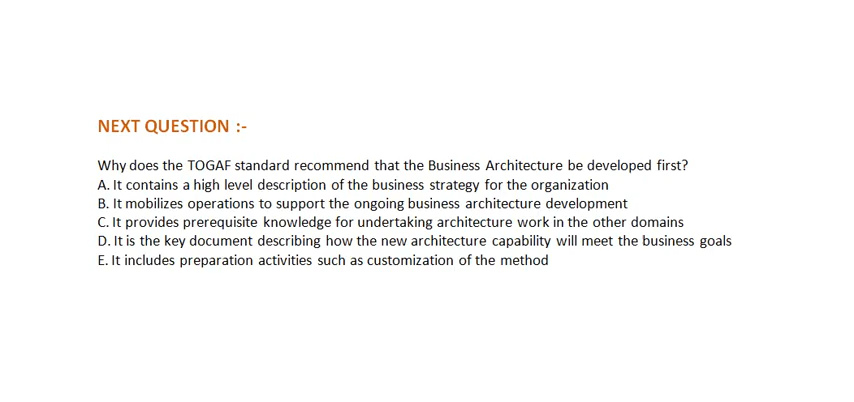 NEXT QUESTION :-
Why does the TOGAF standard recommend that the Business Architecture be developed first?
A. It contains a high level description of the business strategy for the organization
B. It mobilizes operations to support the ongoing business architecture development
C. It provides prerequisite knowledge for undertaking architecture work in the other domains
D. It is the key document describing how the new architecture capability will meet the business goals
E. It includes preparation activities such as customization of the method